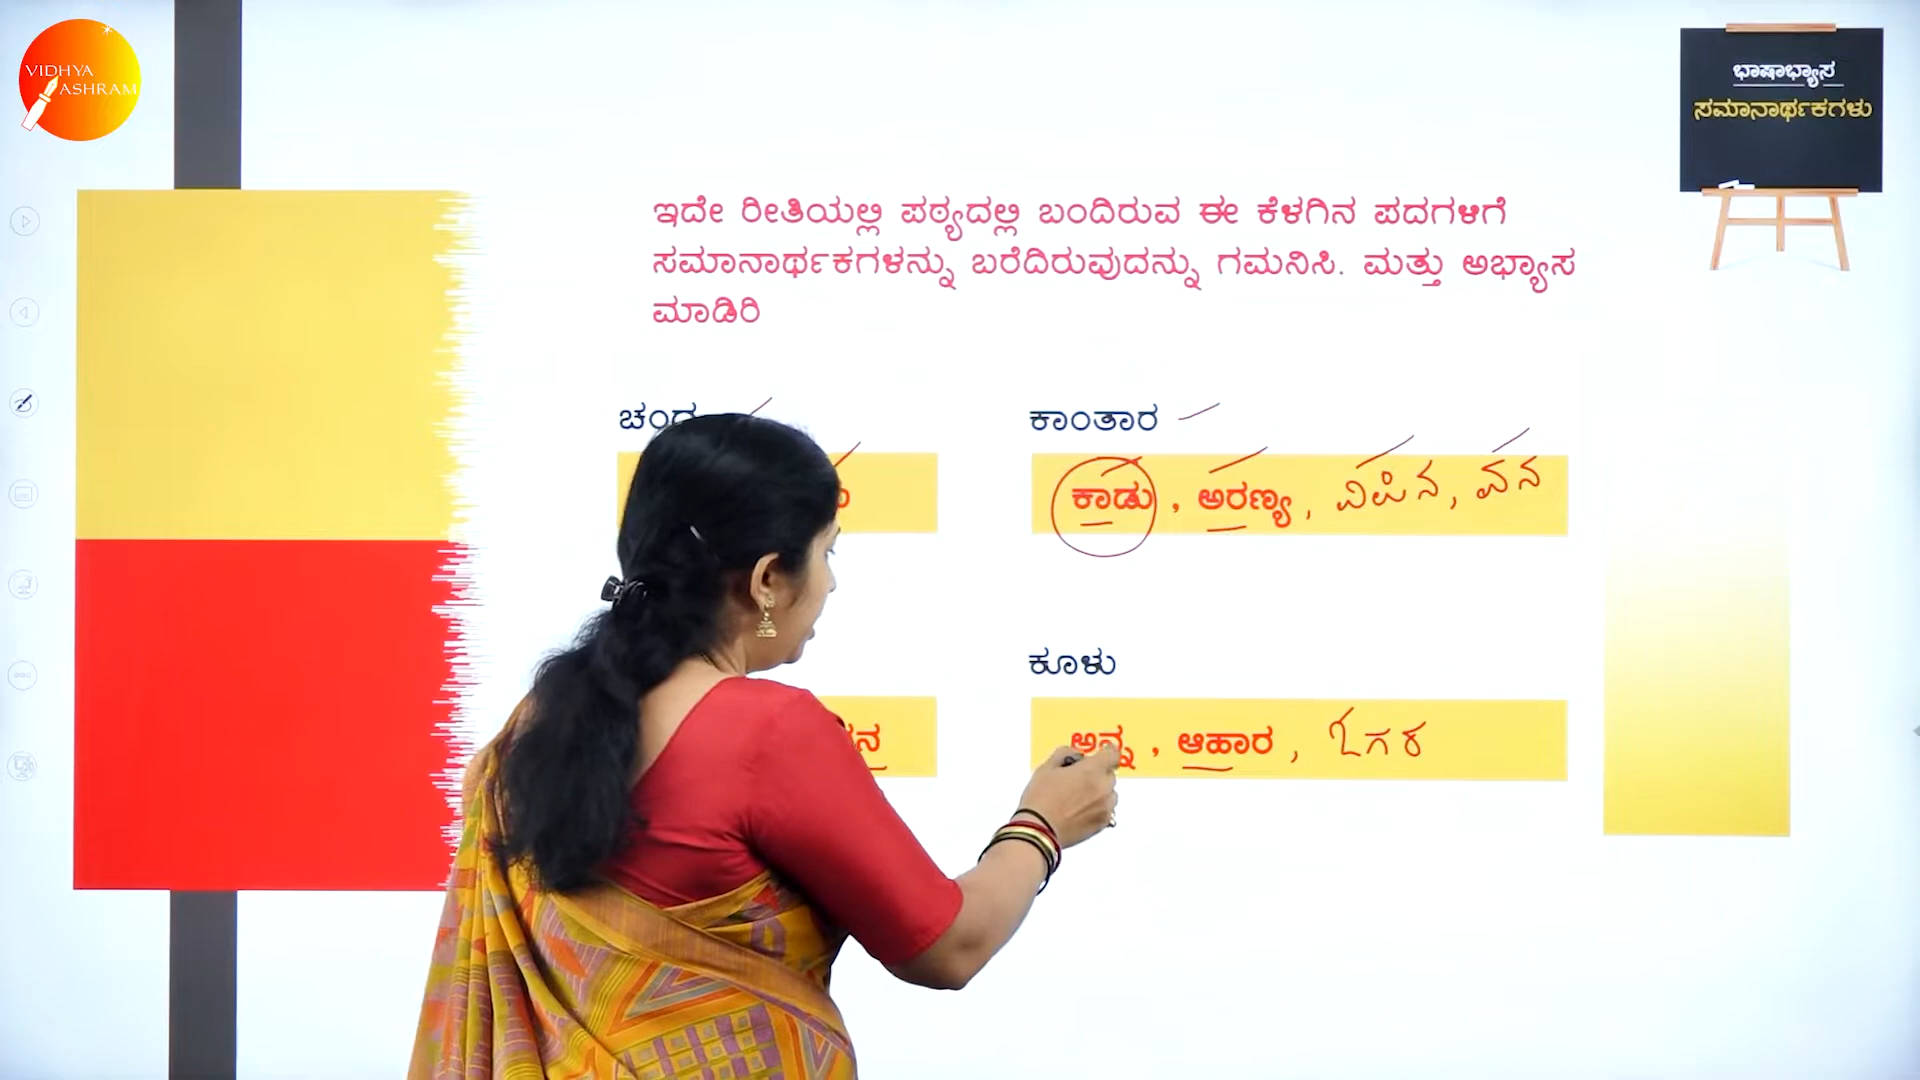 VIDHYA
ASHRAM
ಭಾಷಾಭ್ಯಾಸ
ಸಮಾನಾರ್ಥಕಗಳು
ಇದೇ ರೀತಿಯಲ್ಲಿ ಪಠ್ಯದಲ್ಲಿ ಬಂದಿರುವ ಈ ಕೆಳಗಿನ ಪದಗಳಿಗೆ
ಸಮಾನಾರ್ಥಕಗಳನ್ನು ಬರೆದಿರುವುದನ್ನು ಗಮನಿಸಿ. ಮತ್ತು ಅಭ್ಯಾಸ
ಮಾಡಿರಿ
ಕಾಂತಾರ
ಕಾಡು , ಅರಣ್ಯ , ವಿಪಿನ, ವನ
ಕೂಳು
ಅನ್ನ , ಆಹಾರ , ಓಗರ